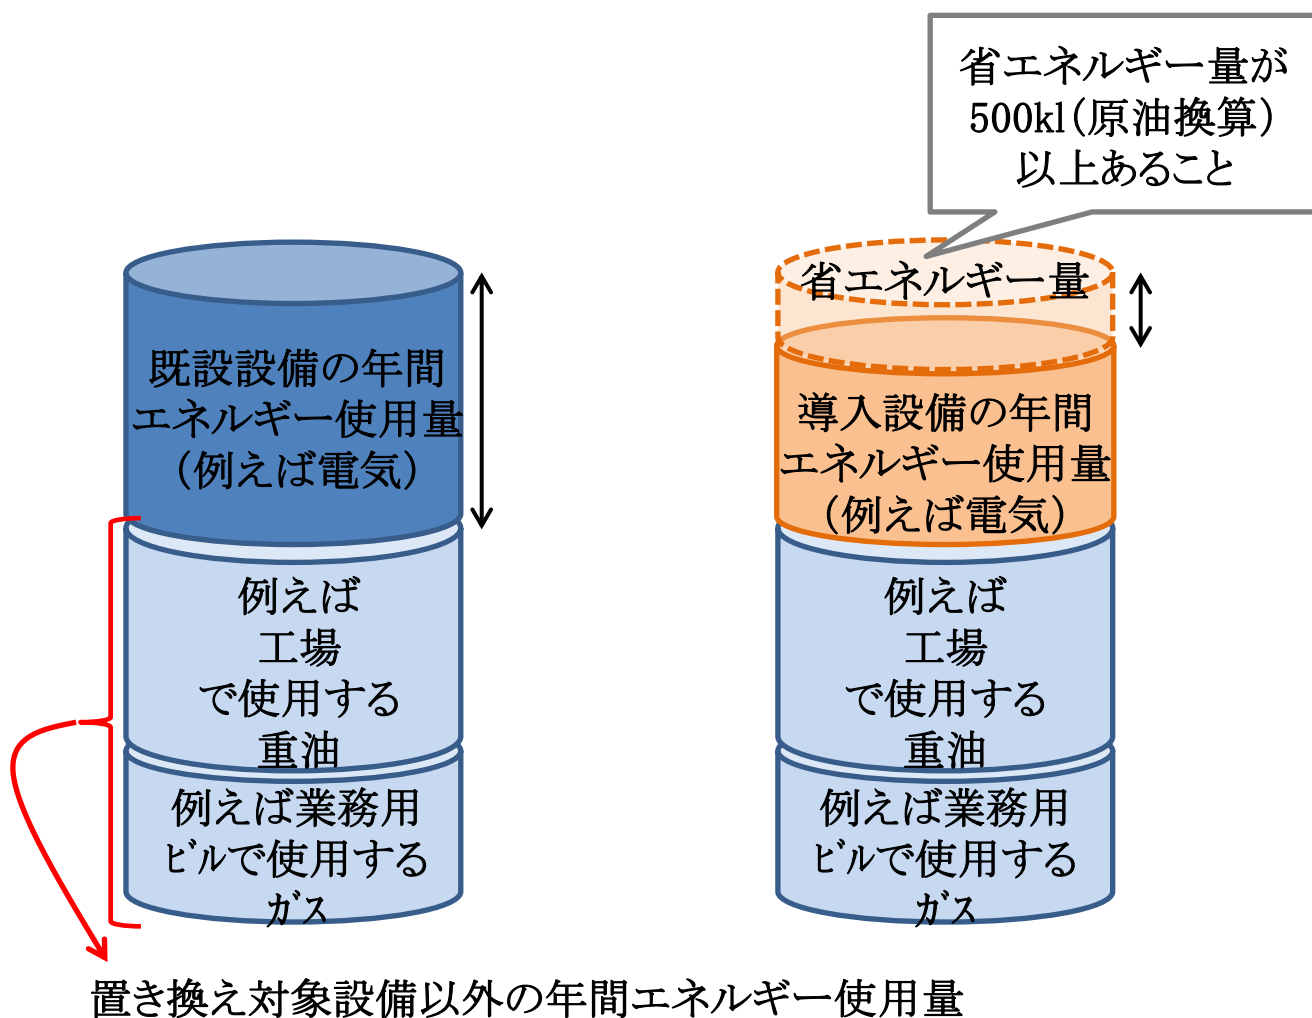 省エネルギー量が
500kl(原油換算)
以上あること
既設設備の年間
エネルギー使用量
(例えば電気)
例えば
工場
で使用する
重油
例えば業務用
ビルで使用する
ガス
省エネルギー量
導入設備の年間
エネルギー使用量
(例えば電気)
例えば
工場
で使用する
重油
例えば業務用
ビルで使用する
ガス
置き換え対象設備以外の年間エネルギー使用量